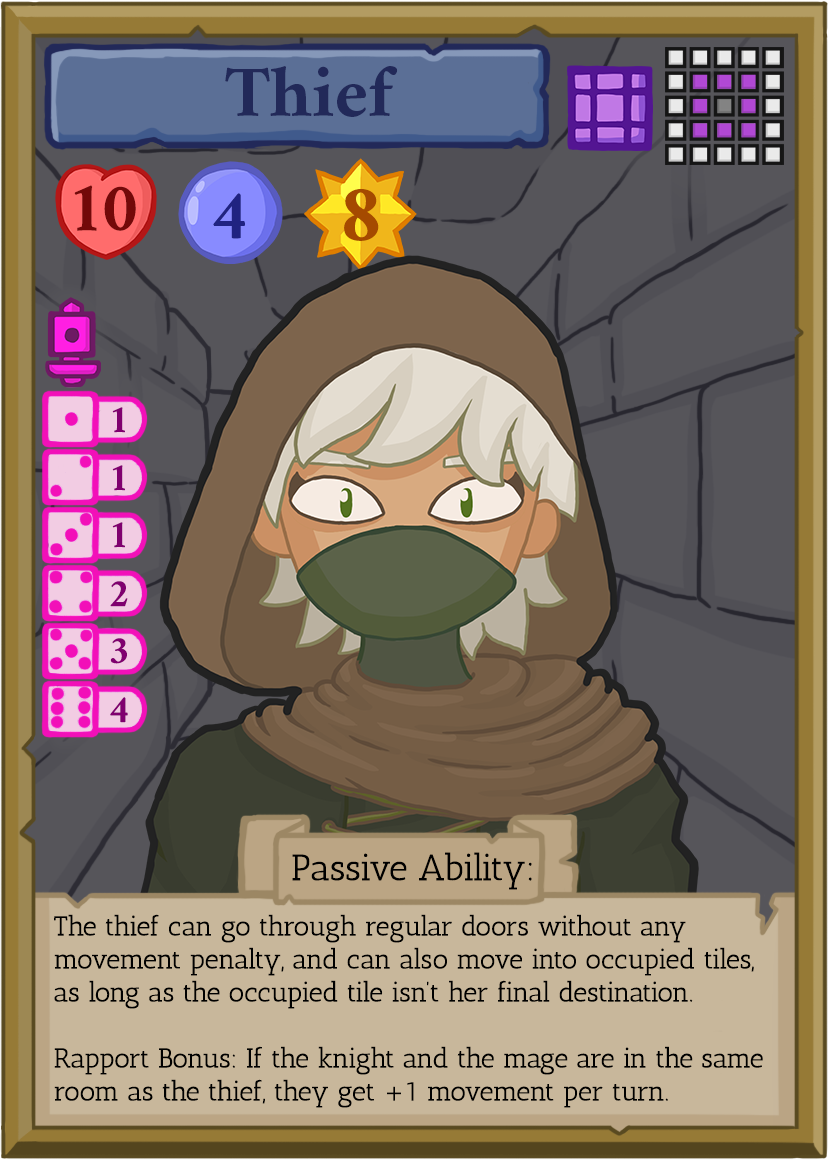 Thief
10
4
8
1
1
1
2
3
4
Passive Ability:
The thief can go through regular doors without any
movement penalty, and can also move into occupied tiles,
as long as the occupied tile isn't her final destination.
Rapport Bonus: If the knight and the mage are in the same
room as the thief, they get +1 movement per turn.